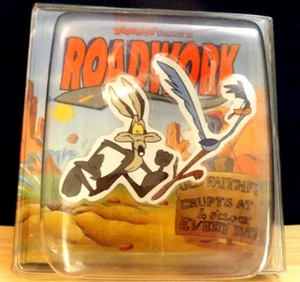 ROADWORK
OLD FAITHFUL
ERUPTS AT
4 O'CLOCK
EVERY DAY